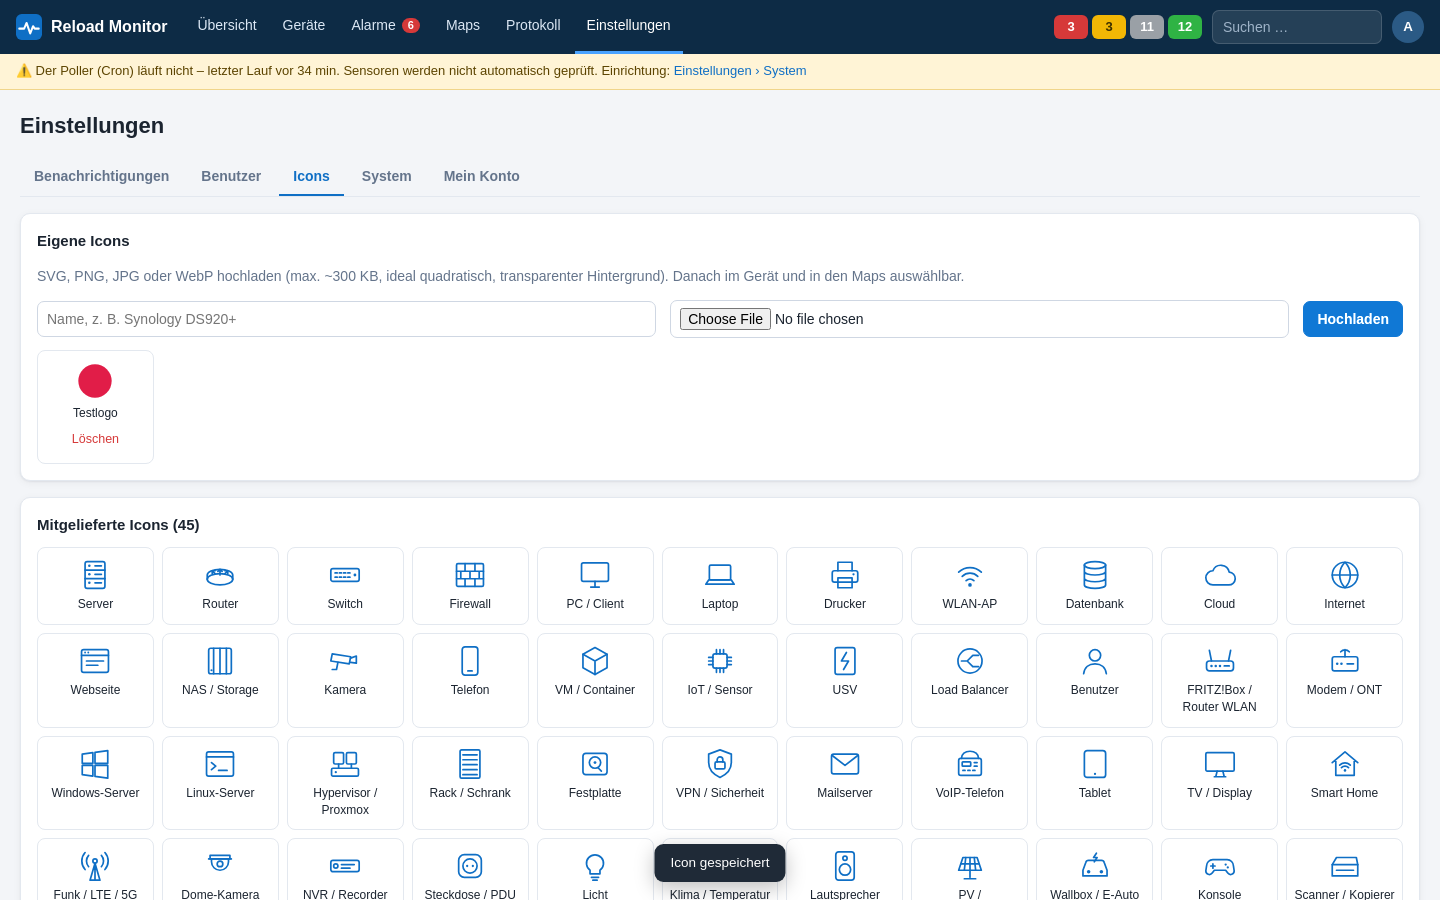 Reload Monitor Übersicht Geräte Alarme 6 Maps Protokoll Einstellungen 3 3 11 12 Suchen … A
⚠️ Der Poller (Cron) läuft nicht – letzter Lauf vor 34 min. Sensoren werden nicht automatisch geprüft. Einrichtung: Einstellungen › System
Einstellungen
Benachrichtigungen Benutzer Icons System Mein Konto
Eigene Icons
SVG, PNG, JPG oder WebP hochladen (max. ~300 KB, ideal quadratisch, transparenter Hintergrund). Danach im Gerät und in den Maps auswählbar.
Name, z. B. Synology DS920+ Choose File No file chosen Hochladen
Testlogo
Löschen
Mitgelieferte Icons (45)
Server Router Switch Firewall PC / Client Laptop Drucker WLAN-AP Datenbank Cloud Internet
Webseite NAS / Storage Kamera Telefon VM / Container IoT / Sensor USV Load Balancer Benutzer FRITZ!Box / Modem / ONT
Router WLAN
Windows-Server Linux-Server Hypervisor / Rack / Schrank Festplatte VPN / Sicherheit Mailserver VoIP-Telefon Tablet TV / Display Smart Home
Proxmox
Funk / LTE / 5G Dome-Kamera NVR / Recorder Steckdose / PDU Licht Klima / Temperatur Lautsprecher PV / Wallbox / E-Auto Konsole Scanner / Kopierer
Icon gespeichert